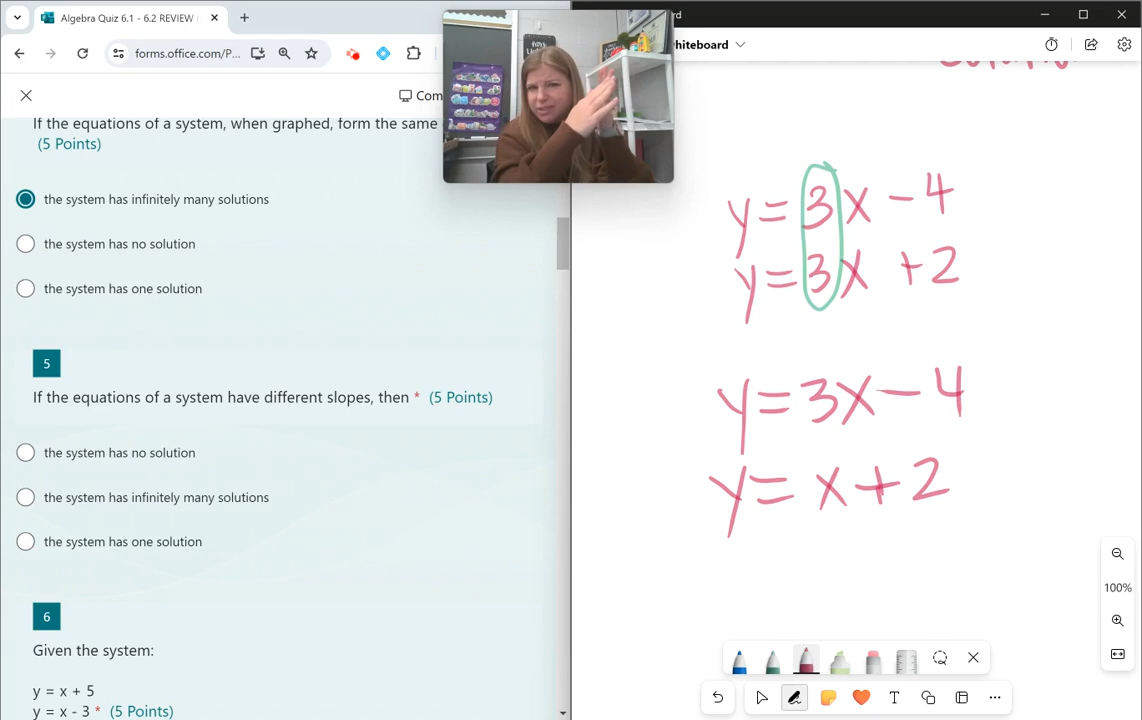 Algebra Quiz 6.1 - 6.2 REVIEW (
forms.office.com/P...
Com
If the equations of a system, when graphed, form the same
(5 Points)
the system has infinitely many solutions
the system has no solution
the system has one solution
5
If the equations of a system have different slopes, then * (5 Points)
the system has no solution
the system has infinitely many solutions
the system has one solution
6
Given the system:
y = x + 5
y = x - 3 * (5 Points)
rd
hiteboard
y = 3x - 4
y = 3x + 2
y = 3x - 4
y = x + 2
100%